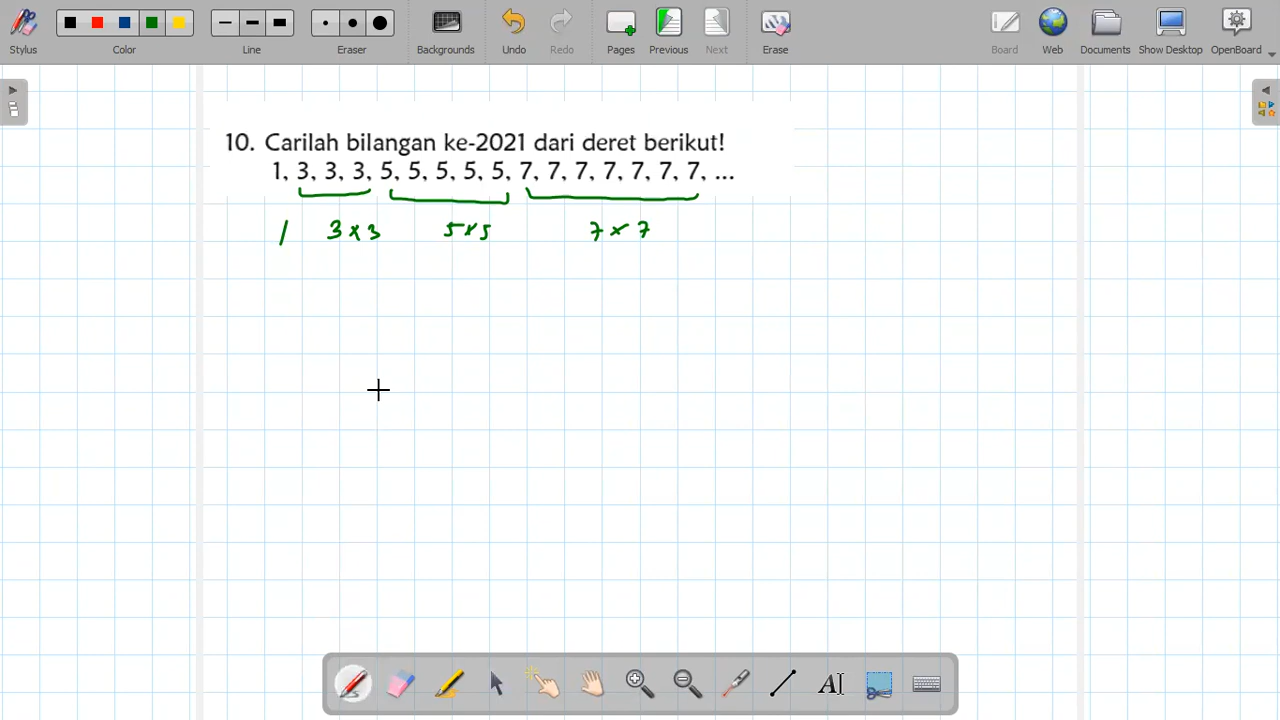 Stylus Color Line Eraser Backgrounds Undo Redo Pages Previous Next Erase Board Web Documents Show Desktop OpenBoard
10. Carilah bilangan ke-2021 dari deret berikut!
1, 3, 3, 3, 5, 5, 5, 5, 5, 7, 7, 7, 7, 7, 7, 7, ...
1 3 × 3 5 × 5 7 × 7